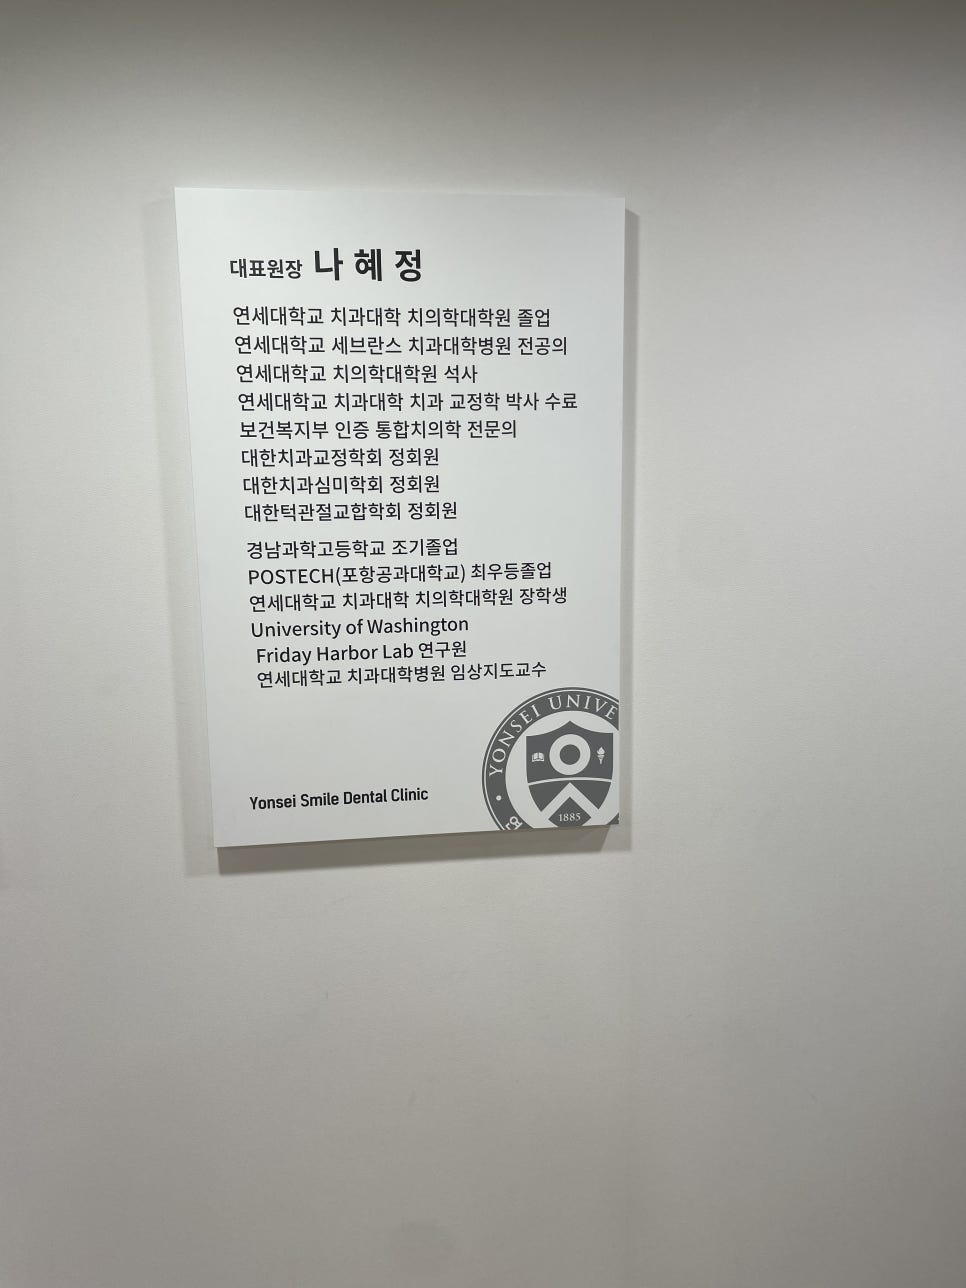 대표원장 나 혜 정
연세대학교 치과대학 치의학대학원 졸업
연세대학교 세브란스 치과대학병원 전공의
연세대학교 치의학대학원 석사
연세대학교 치과대학 치과 교정학 박사 수료
보건복지부 인증 통합치의학 전문의
대한치과교정학회 정회원
대한치과심미학회 정회원
대한턱관절교합학회 정회원
경남과학고등학교 조기졸업
POSTECH(포항공과대학교) 최우등졸업
연세대학교 치과대학 치의학대학원 장학생
University of Washington
Friday Harbor Lab 연구원
연세대학교 치과대학병원 임상지도교수
YONSEI UNIVE
1885
Yonsei Smile Dental Clinic